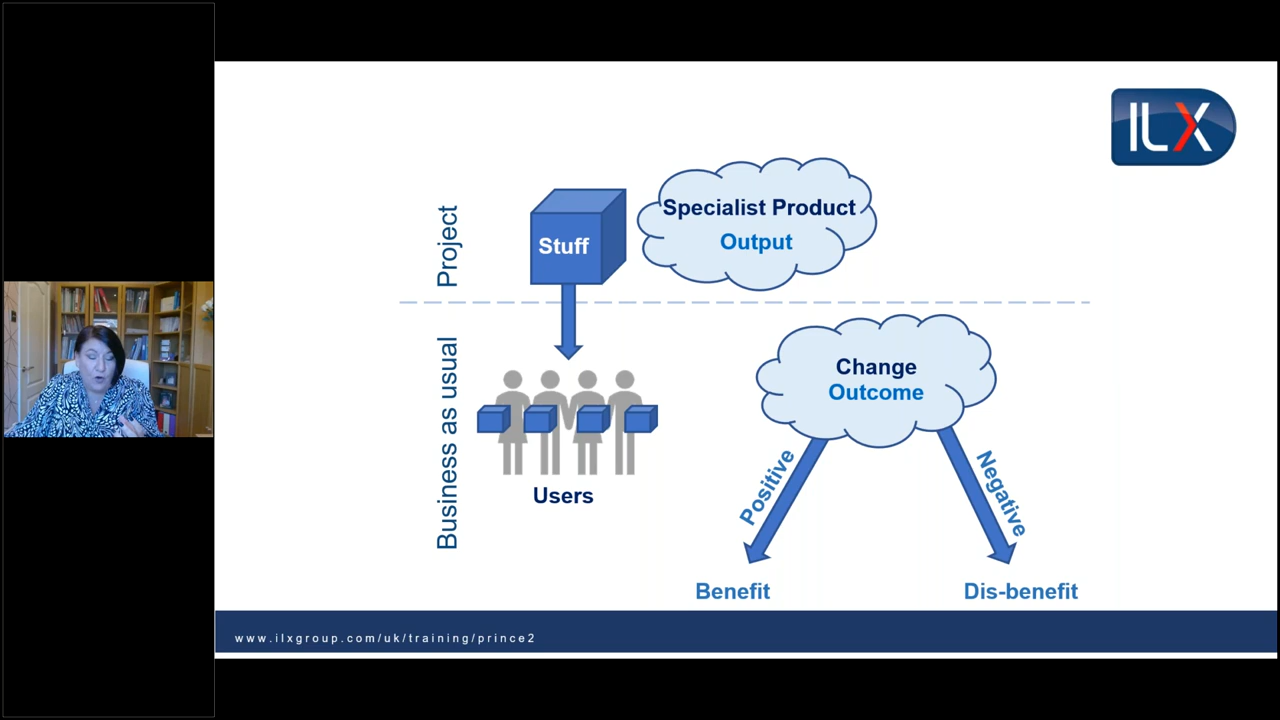 ILX
Project
Stuff
Specialist Product
Output
Business as usual
Users
Change
Outcome
Positive
Negative
Benefit
Dis-benefit
www.ilxgroup.com/uk/training/prince2